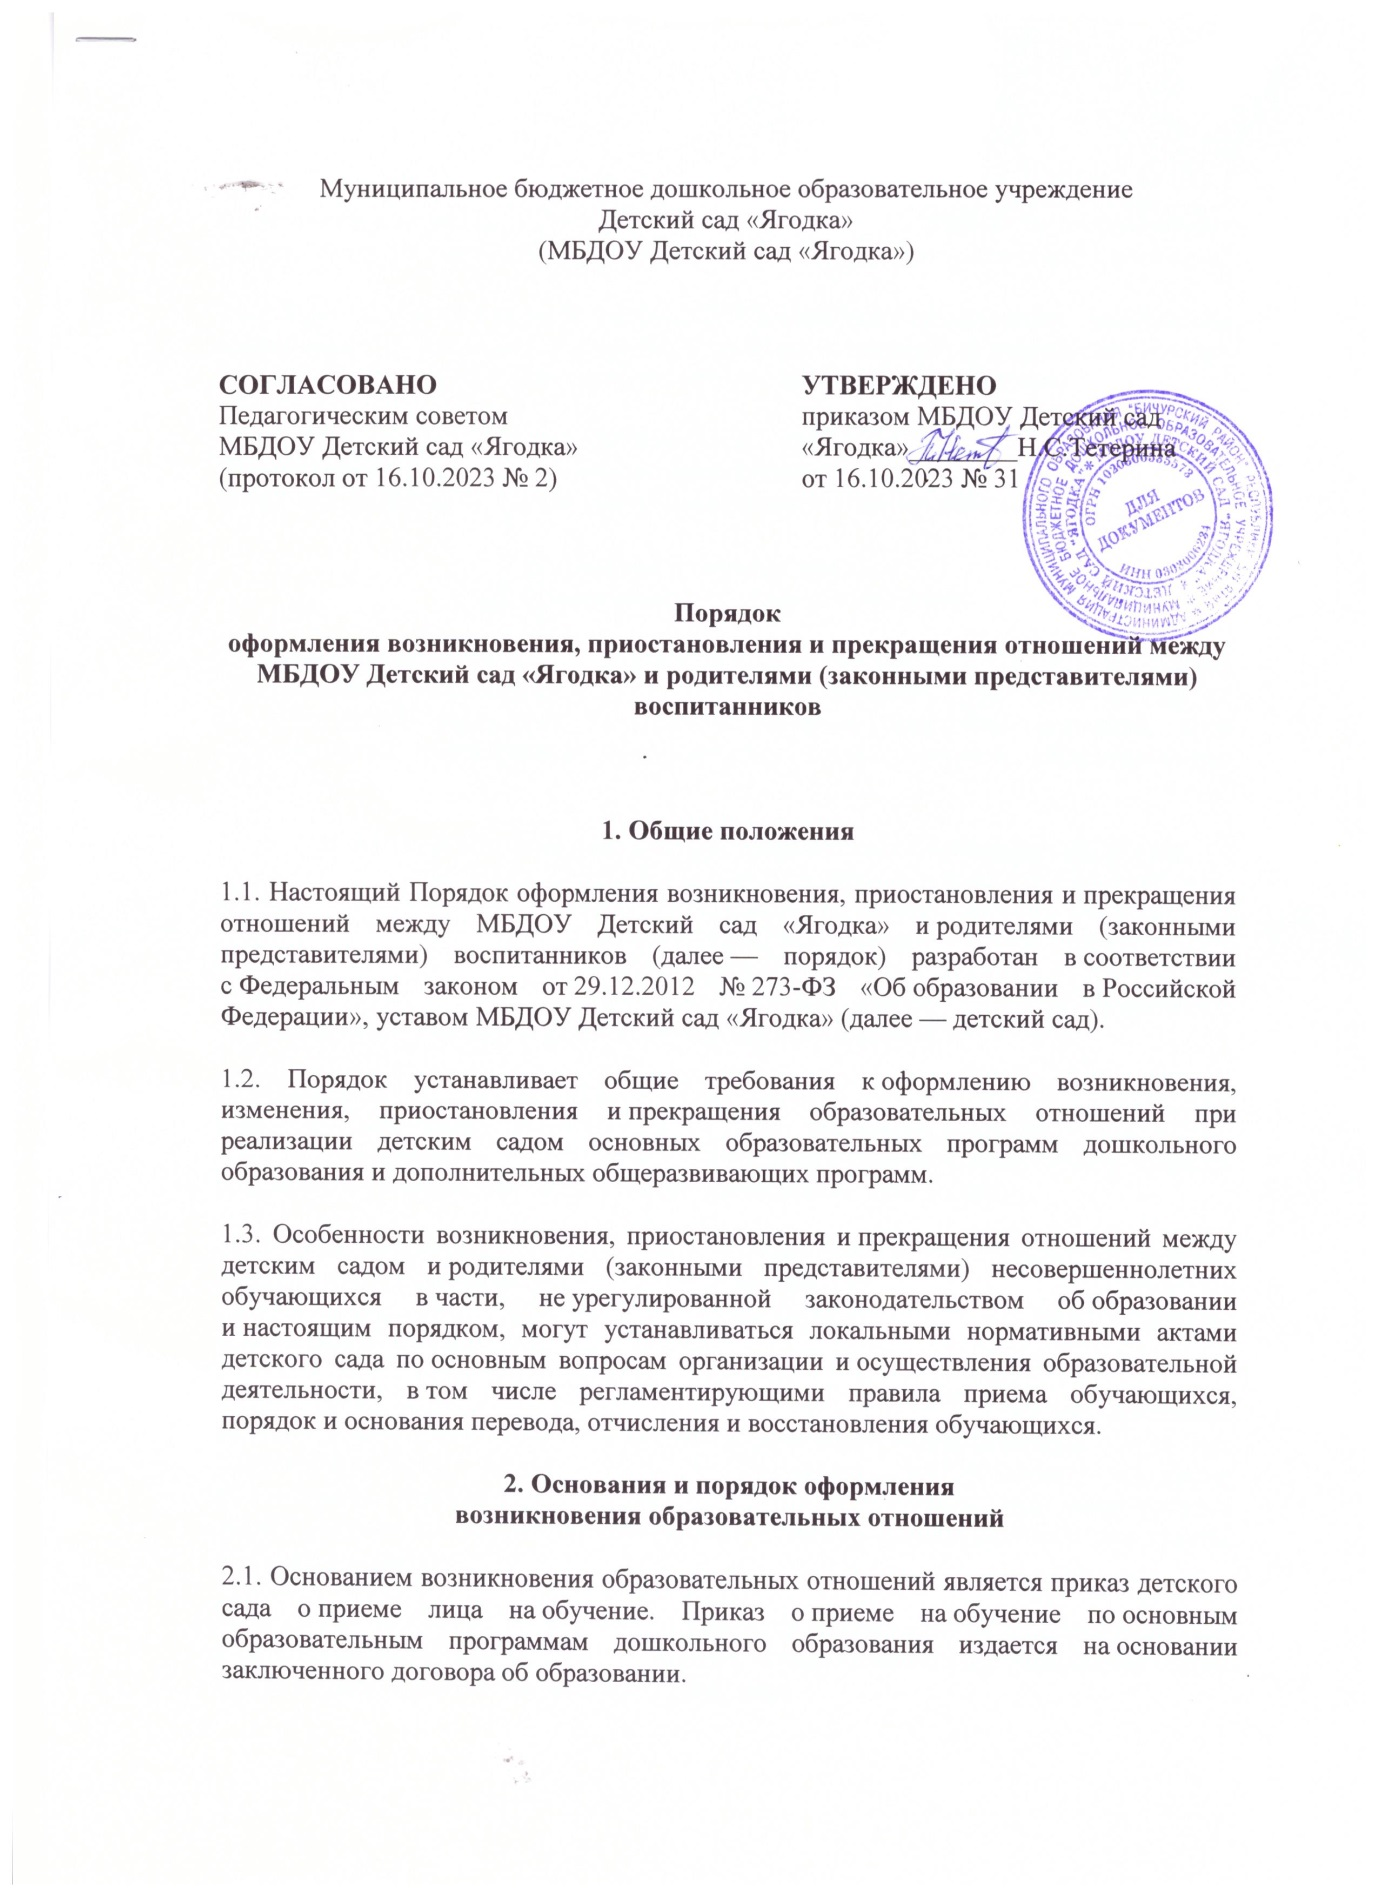 Муниципальное бюджетное дошкольное образовательное учреждение
Детский сад «Ягодка»
(МБДОУ Детский сад «Ягодка»)
СОГЛАСОВАНО
Педагогическим советом
МБДОУ Детский сад «Ягодка»
(протокол от 16.10.2023 № 2)
УТВЕРЖДЕНО
приказом МБДОУ Детский сад
«Ягодка»________Н.С.Тетерина
от 16.10.2023 № 31
ДЛЯ
ДОКУМЕНТОВ
Порядок
оформления возникновения, приостановления и прекращения отношений между
МБДОУ Детский сад «Ягодка» и родителями (законными представителями)
воспитанников
1. Общие положения
1.1. Настоящий Порядок оформления возникновения, приостановления и прекращения
отношений между МБДОУ Детский сад «Ягодка» и родителями (законными
представителями) воспитанников (далее — порядок) разработан в соответствии
с Федеральным законом от 29.12.2012 № 273-ФЗ «Об образовании в Российской
Федерации», уставом МБДОУ Детский сад «Ягодка» (далее — детский сад).
1.2. Порядок устанавливает общие требования к оформлению возникновения,
изменения, приостановления и прекращения образовательных отношений при
реализации детским садом основных образовательных программ дошкольного
образования и дополнительных общеразвивающих программ.
1.3. Особенности возникновения, приостановления и прекращения отношений между
детским садом и родителями (законными представителями) несовершеннолетних
обучающихся в части, не урегулированной законодательством об образовании
и настоящим порядком, могут устанавливаться локальными нормативными актами
детского сада по основным вопросам организации и осуществления образовательной
деятельности, в том числе регламентирующими правила приема обучающихся,
порядок и основания перевода, отчисления и восстановления обучающихся.
2. Основания и порядок оформления
возникновения образовательных отношений
2.1. Основанием возникновения образовательных отношений является приказ детского
сада о приеме лица на обучение. Приказ о приеме на обучение по основным
образовательным программам дошкольного образования издается на основании
заключенного договора об образовании.